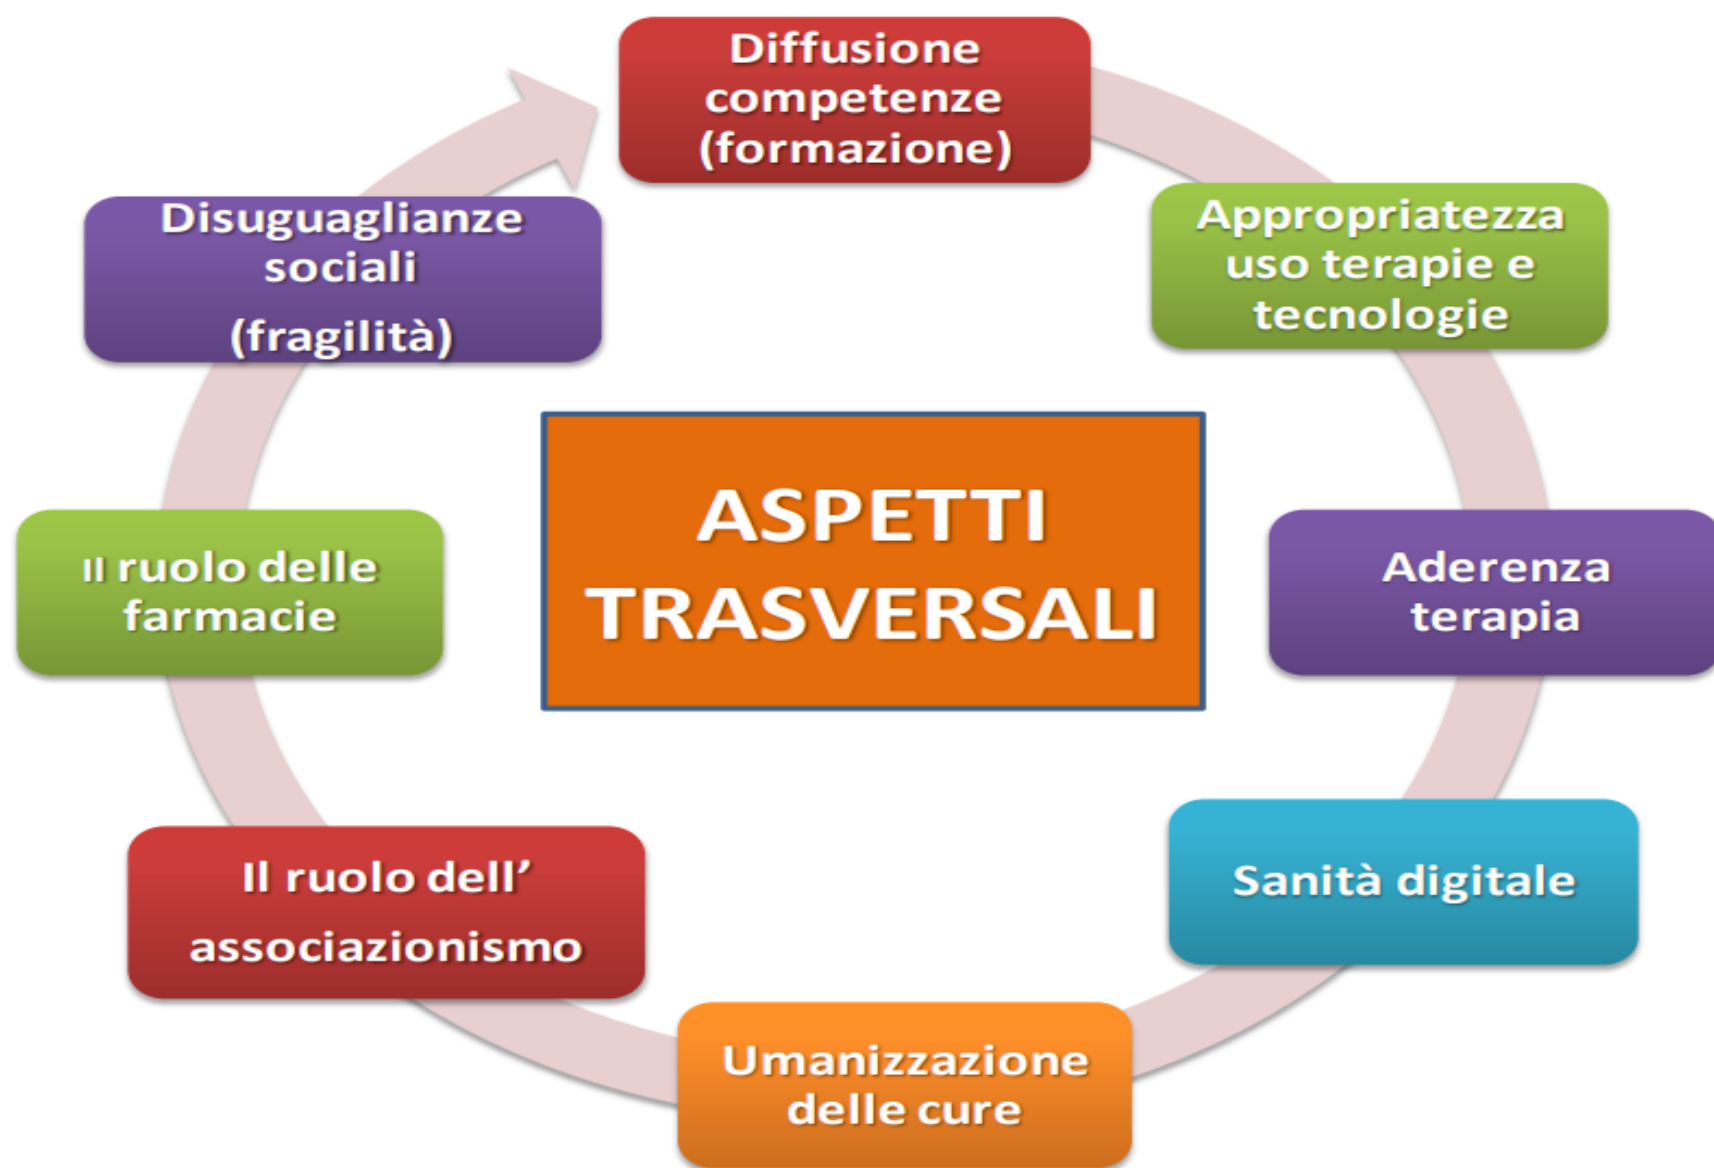 Diffusione
competenze
(formazione)
Appropriatezza
uso terapie e
tecnologie
Aderenza
terapia
Sanità digitale
Umanizzazione
delle cure
Il ruolo dell’
associazionismo
Il ruolo delle
farmacie
Disuguaglianze
sociali
(fragilità)
ASPETTI
TRASVERSALI